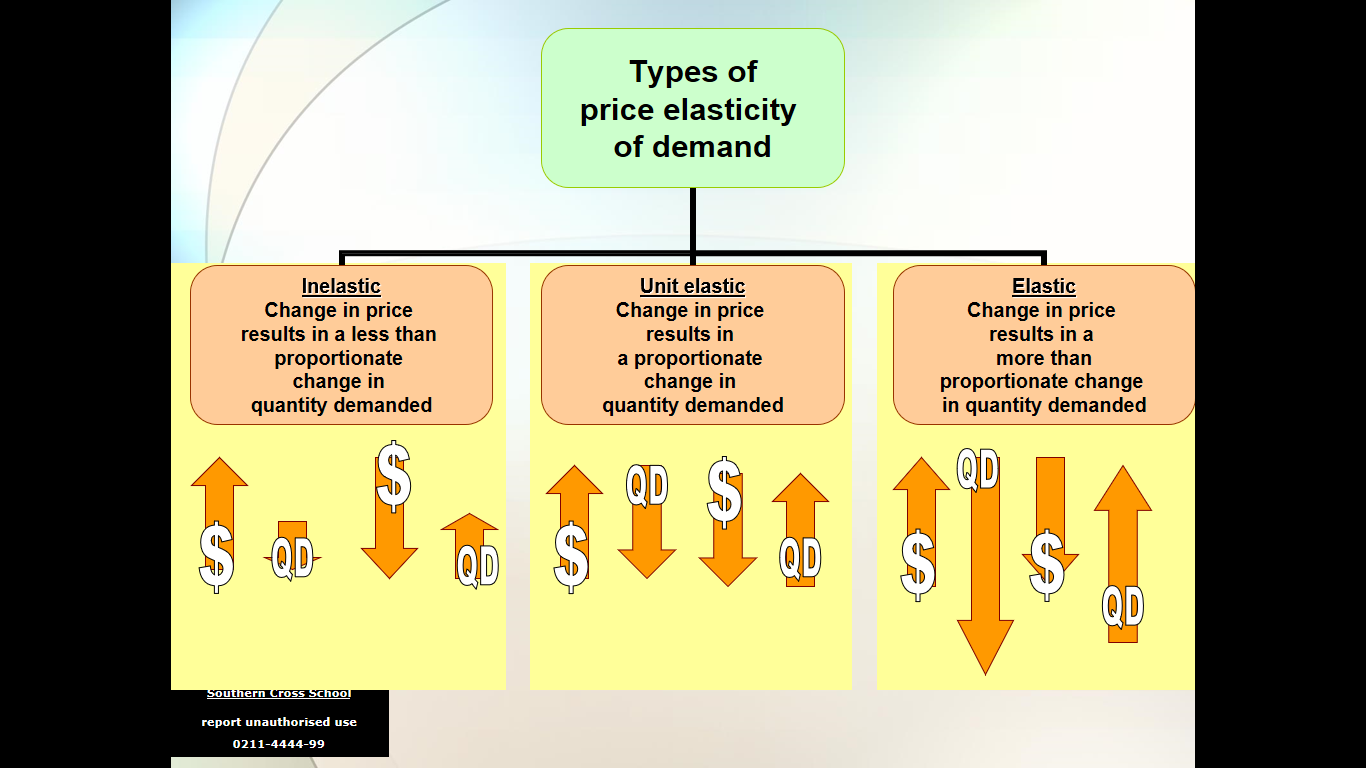 Types of
price elasticity
of demand
Inelastic
Change in price
results in a less than
proportionate
change in
quantity demanded
Unit elastic
Change in price
results in
a proportionate
change in
quantity demanded
Elastic
Change in price
results in a
more than
proportionate change
in quantity demanded
$
QD
$
QD
$
QD
$
QD
$
QD
$
QD
Southern Cross School
report unauthorised use
0211-4444-99